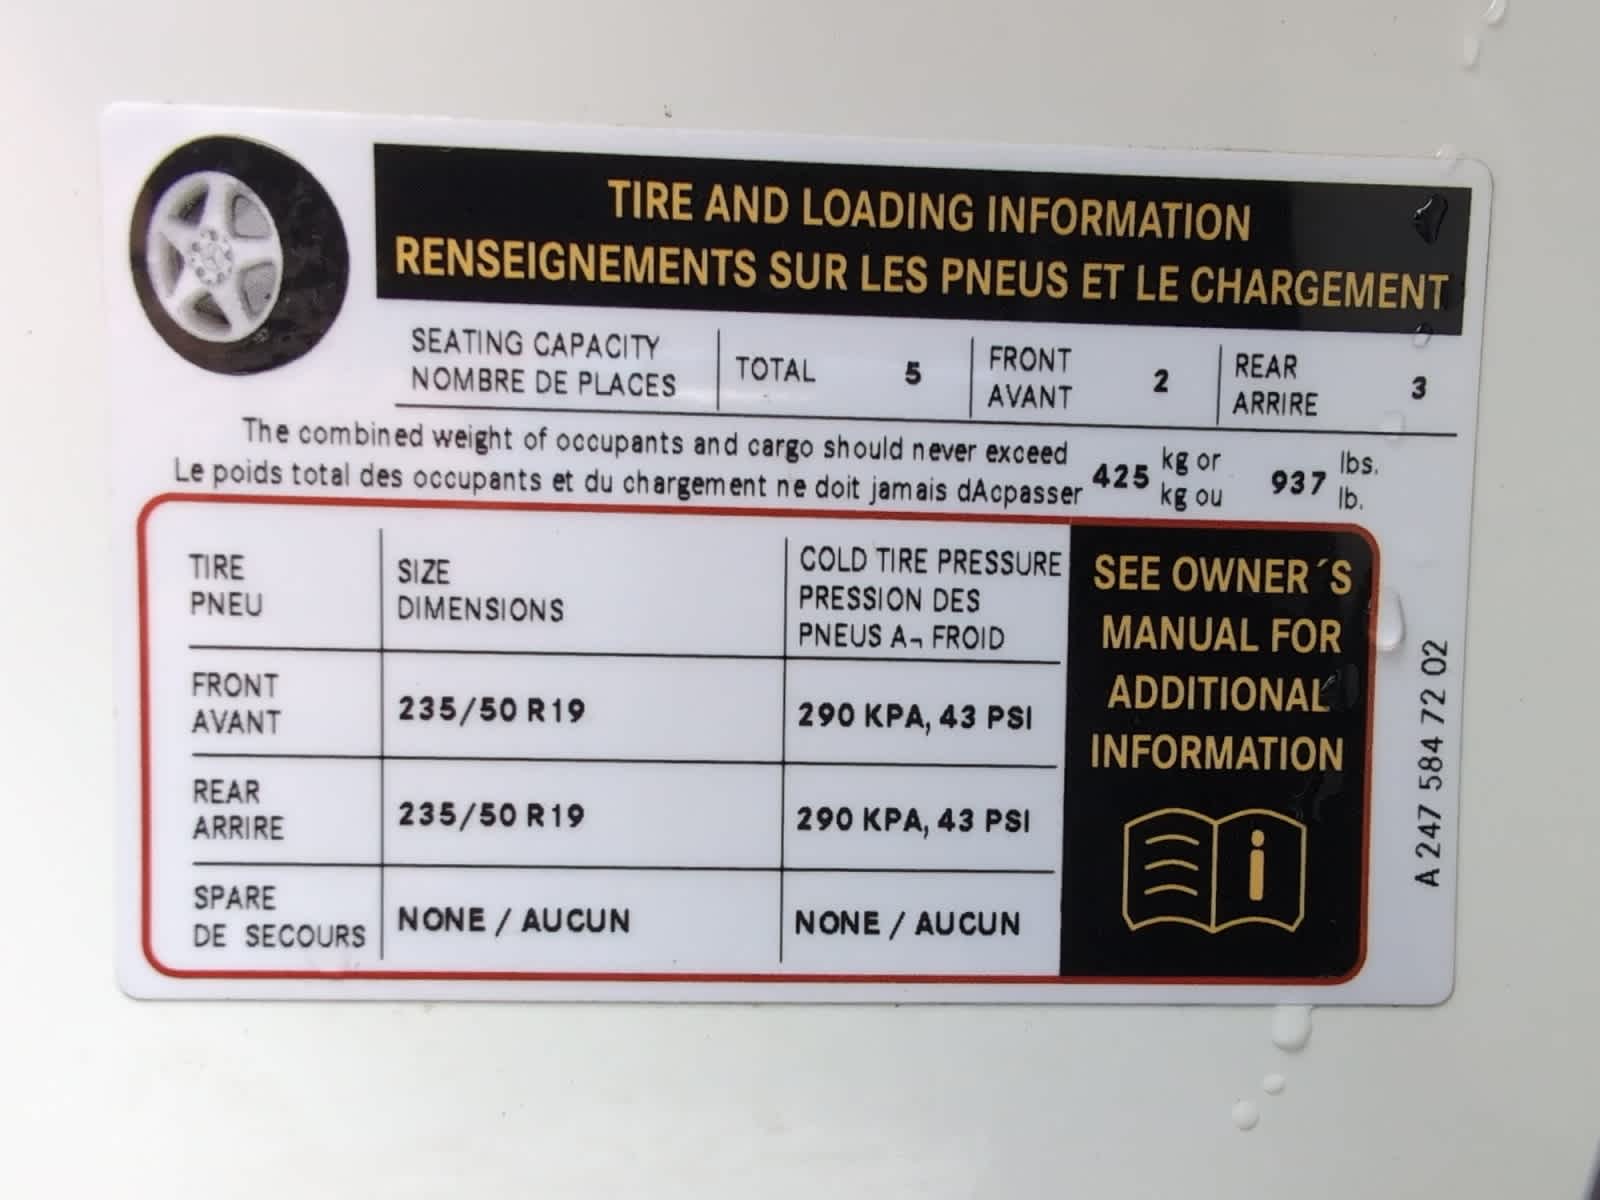 TIRE AND LOADING INFORMATION
RENSEIGNEMENTS SUR LES PNEUS ET LE CHARGEMENT
SEATING CAPACITY
NOMBRE DE PLACES
TOTAL 5
FRONT
AVANT
2
REAR
ARRIRE
3
The combined weight of occupants and cargo should never exceed
Le poids total des occupants et du chargement ne doit jamais dAcpasser
425
kg or
kg ou
937
lbs.
lb.
TIRE
PNEU
SIZE
DIMENSIONS
COLD TIRE PRESSURE
PRESSION DES
PNEUS A¬ FROID
FRONT
AVANT
235/50 R19
290 KPA, 43 PSI
REAR
ARRIRE
235/50 R19
290 KPA, 43 PSI
SPARE
DE SECOURS
NONE / AUCUN
NONE / AUCUN
SEE OWNER´S
MANUAL FOR
ADDITIONAL
INFORMATION
A 247 584 72 02